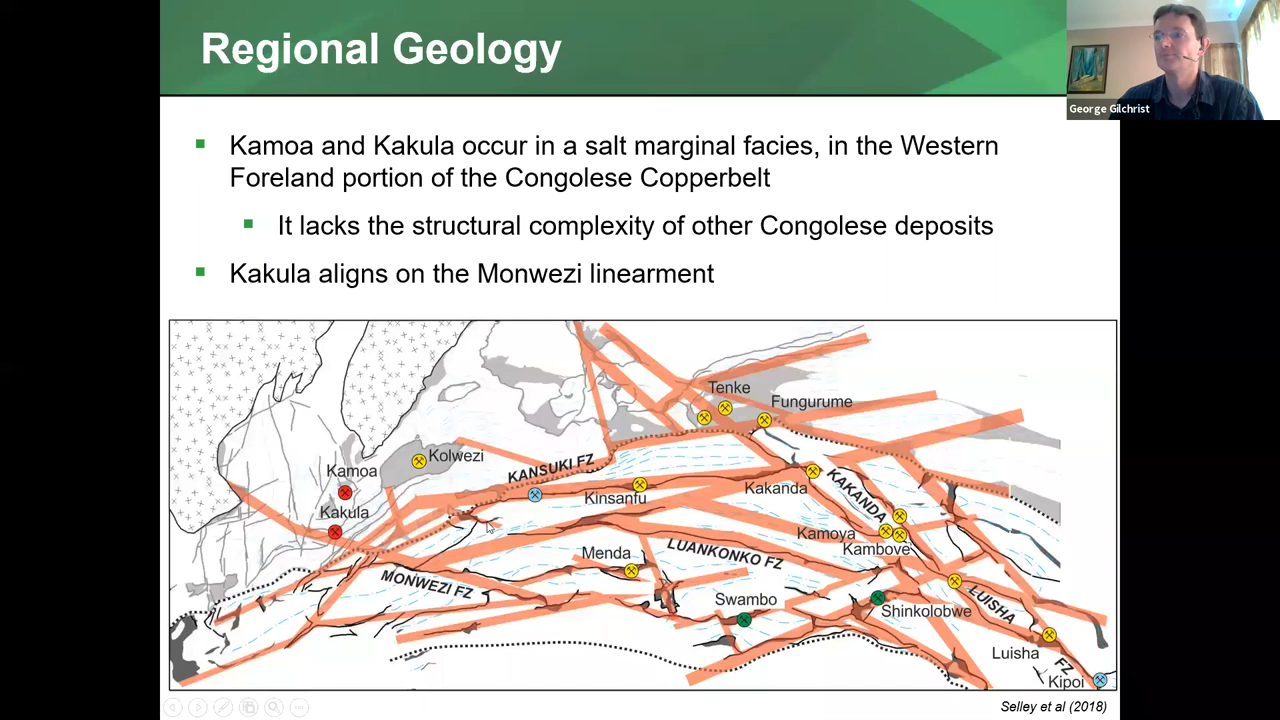 Regional Geology
George Gilchrist
Kamoa and Kakula occur in a salt marginal facies, in the Western
Foreland portion of the Congolese Copperbelt
It lacks the structural complexity of other Congolese deposits
Kakula aligns on the Monwezi linearment
Tenke
Fungurume
Kolwezi
Kamoa
KANSUKI FZ
Kinsanfu
Kakanda
KAKANDA
Kakula
Kamoya
Kambove
Menda
LUANKONKO FZ
MONWEZI FZ
Swambo
Shinkolobwe
LUISHA FZ
Luisha
Kipoi
Selley et al (2018)